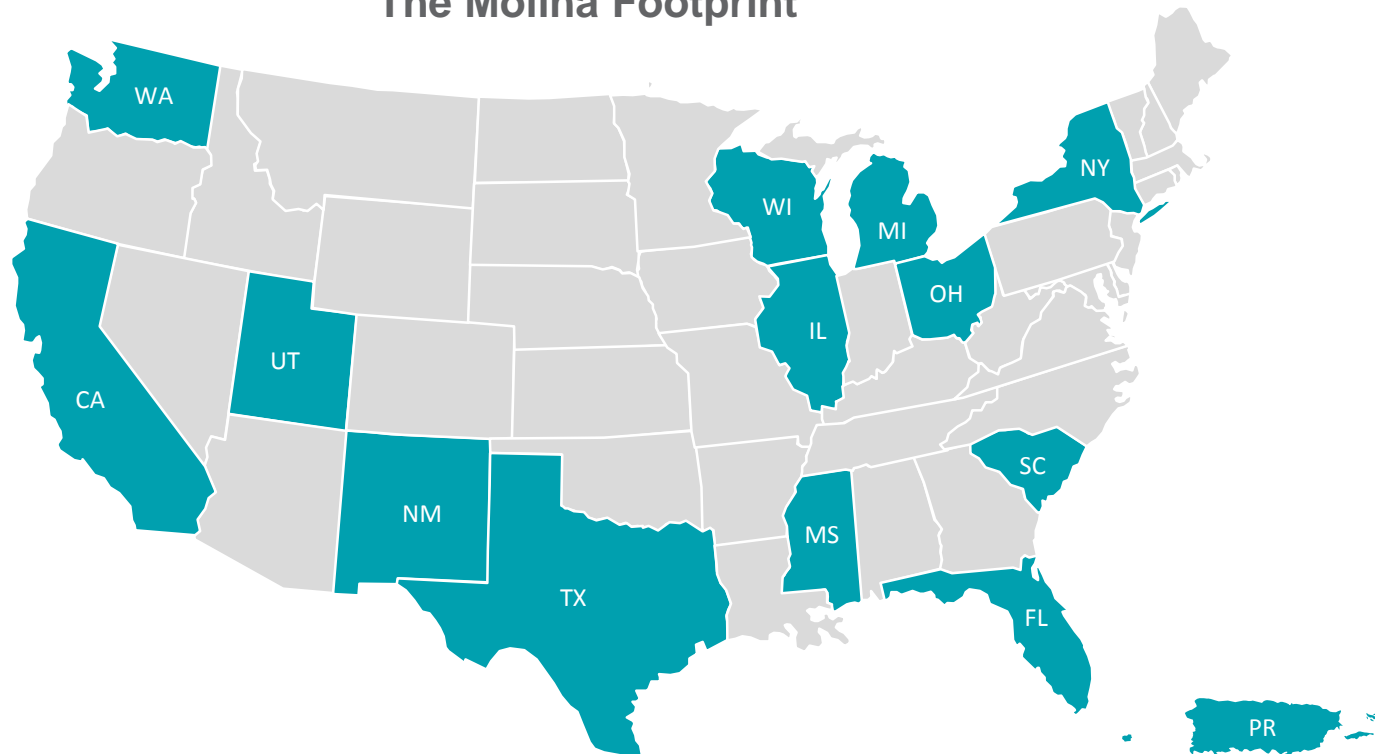 The Molina Footprint
WA
NY
WI
MI
OH
IL
UT
CA
SC
NM
MS
TX
FL
PR